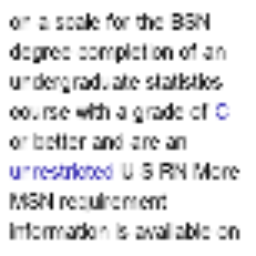 on a scale for the BSN
degree completion of an
undergraduate statistics
course with a grade of C
or better and are an
unrestricted U S RN More
MSN requirement
information is available on